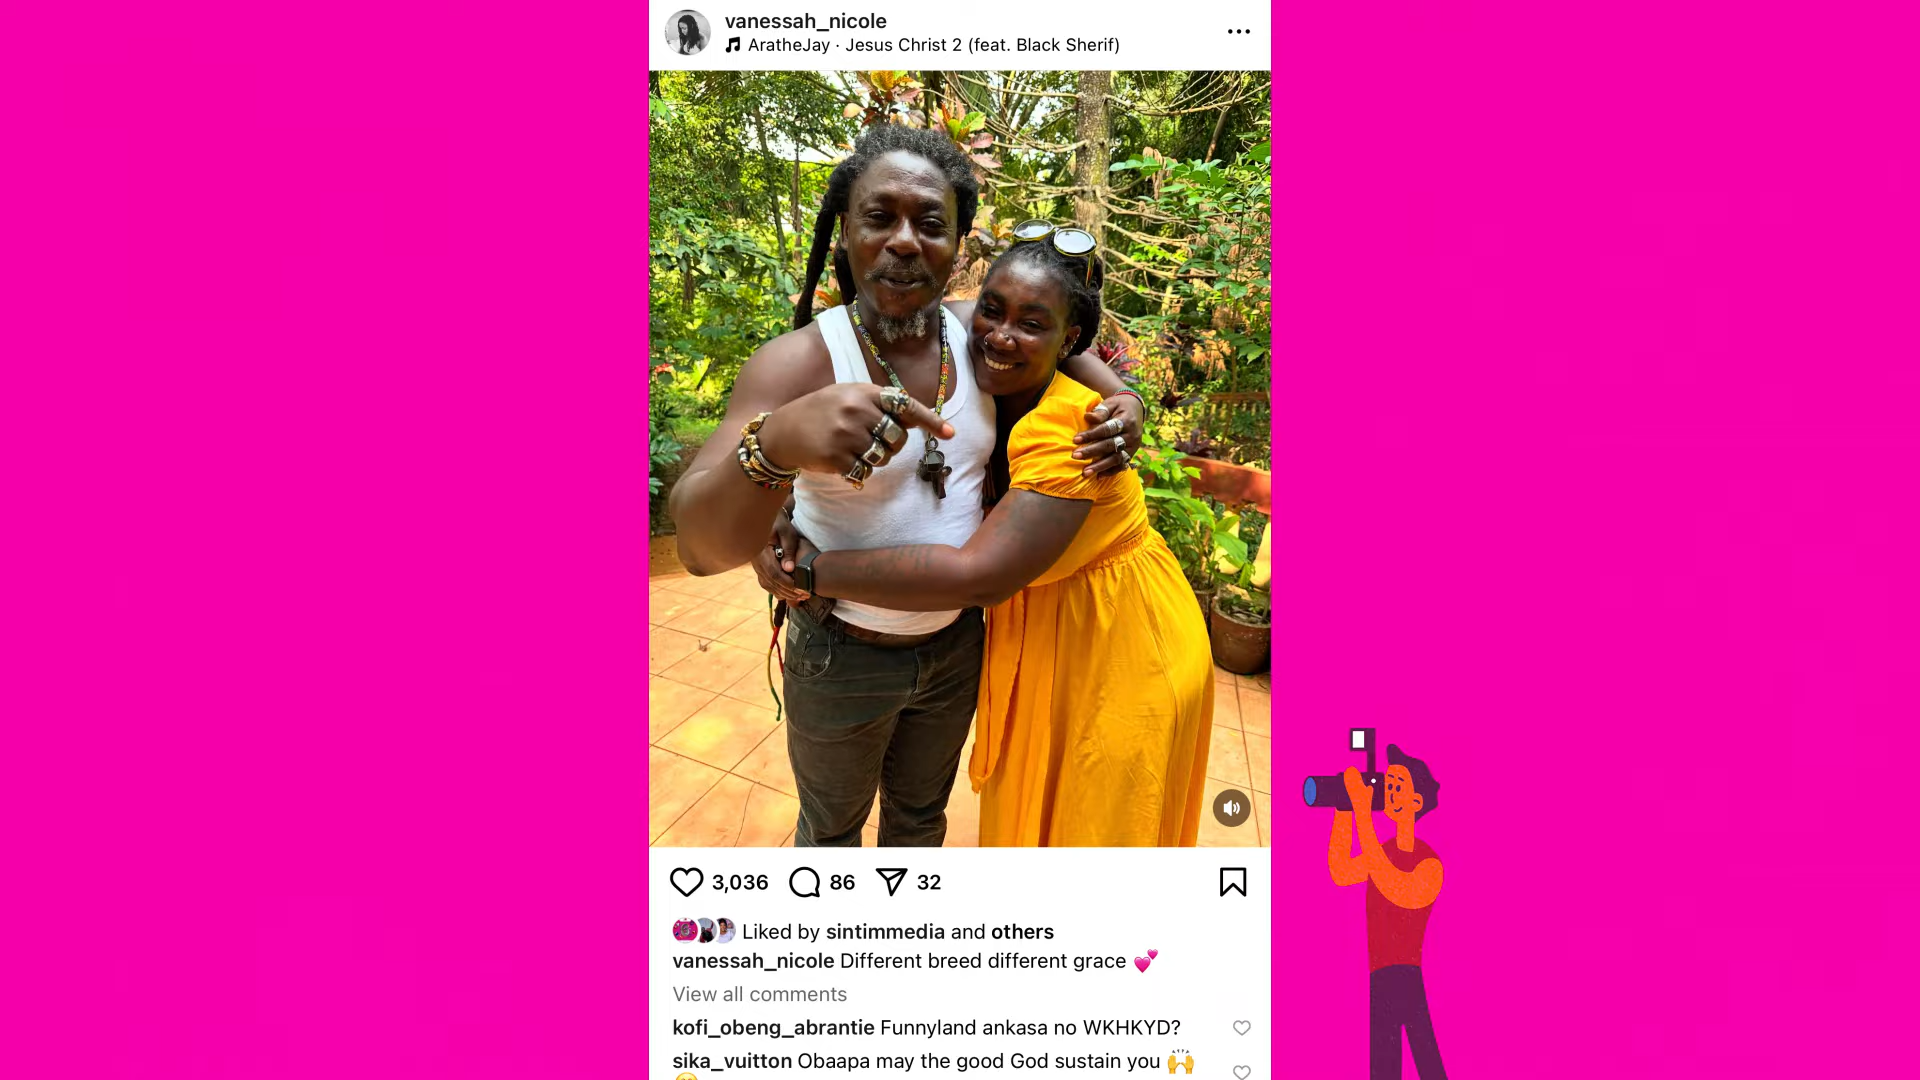 vanessah_nicole
AratheJay · Jesus Christ 2 (feat. Black Sherif)
3,036
86
32
Liked by sintimmedia and others
vanessah_nicole Different breed different grace 💕
View all comments
kofi_obeng_abrantie Funnyland ankasa no WKHKYD?
sika_vuitton Obaapa may the good God sustain you 🙌